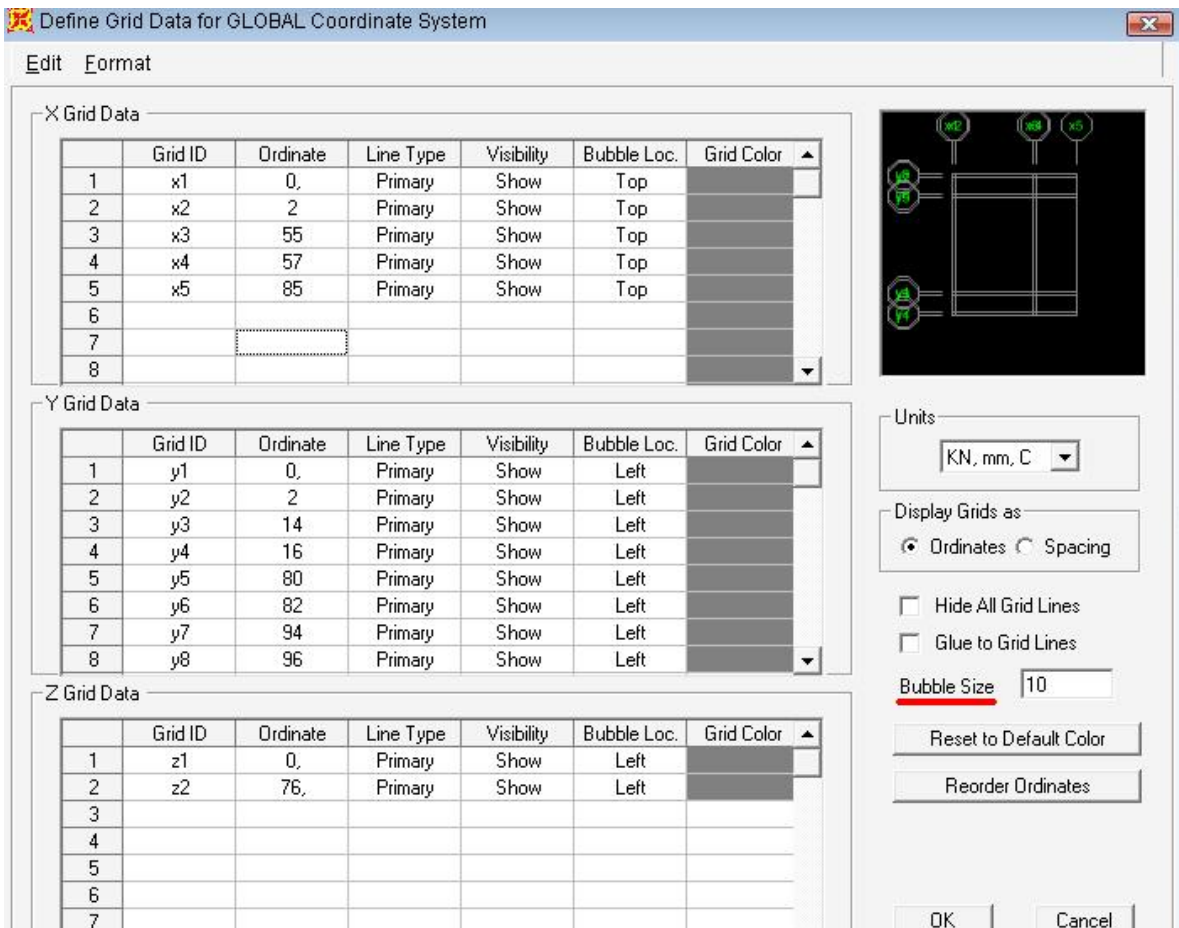 Define Grid Data for GLOBAL Coordinate System
Edit Format
X Grid Data
Grid ID Ordinate Line Type Visibility Bubble Loc. Grid Color
1 x1 0, Primary Show Top
2 x2 2 Primary Show Top
3 x3 55 Primary Show Top
4 x4 57 Primary Show Top
5 x5 85 Primary Show Top
6
7
8
Y Grid Data
Grid ID Ordinate Line Type Visibility Bubble Loc. Grid Color
1 y1 0, Primary Show Left
2 y2 2 Primary Show Left
3 y3 14 Primary Show Left
4 y4 16 Primary Show Left
5 y5 80 Primary Show Left
6 y6 82 Primary Show Left
7 y7 94 Primary Show Left
8 y8 96 Primary Show Left
Z Grid Data
Grid ID Ordinate Line Type Visibility Bubble Loc. Grid Color
1 z1 0, Primary Show Left
2 z2 76, Primary Show Left
3
4
5
6
7
x5
Units
KN, mm, C
Display Grids as
Ordinates Spacing
Hide All Grid Lines
Glue to Grid Lines
Bubble Size 10
Reset to Default Color
Reorder Ordinates
OK Cancel